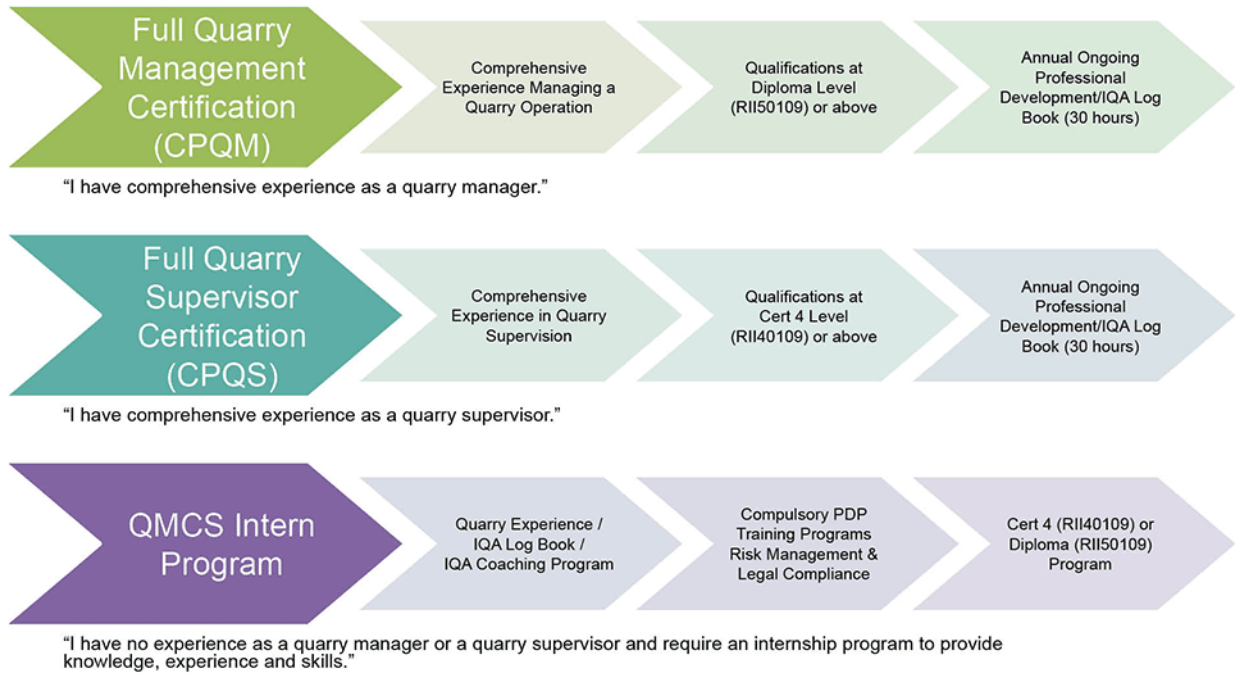 Full Quarry
Management
Certification
(CPQM)
Comprehensive
Experience Managing a
Quarry Operation
Qualifications at
Diploma Level
(RII50109) or above
Annual Ongoing
Professional
Development/IQA Log
Book (30 hours)
“I have comprehensive experience as a quarry manager.”
Full Quarry
Supervisor
Certification
(CPQS)
Comprehensive
Experience in Quarry
Supervision
Qualifications at
Cert 4 Level
(RII40109) or above
Annual Ongoing
Professional
Development/IQA Log
Book (30 hours)
“I have comprehensive experience as a quarry supervisor.”
QMCS Intern
Program
Quarry Experience /
IQA Log Book /
IQA Coaching Program
Compulsory PDP
Training Programs
Risk Management &
Legal Compliance
Cert 4 (RII40109) or
Diploma (RII50109)
Program
“I have no experience as a quarry manager or a quarry supervisor and require an internship program to provide
knowledge, experience and skills.”